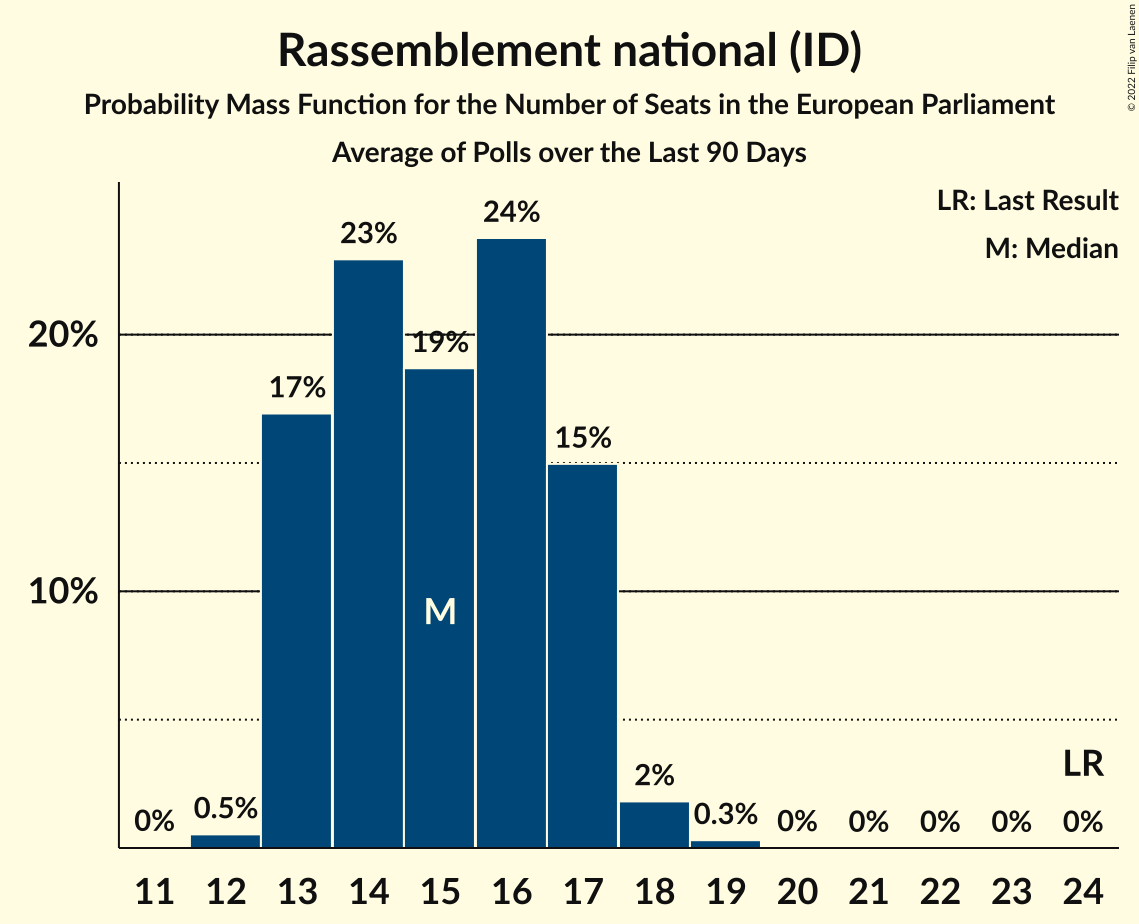 Rassemblement national (ID)
Probability Mass Function for the Number of Seats in the European Parliament
Average of Polls over the Last 90 Days
© 2022 Filip van Laenen
LR: Last Result
M: Median
24%
23%
20%
19%
17%
15%
10%
M
LR
2%
0% 0.5% 0.3% 0% 0% 0% 0% 0%
11 12 13 14 15 16 17 18 19 20 21 22 23 24